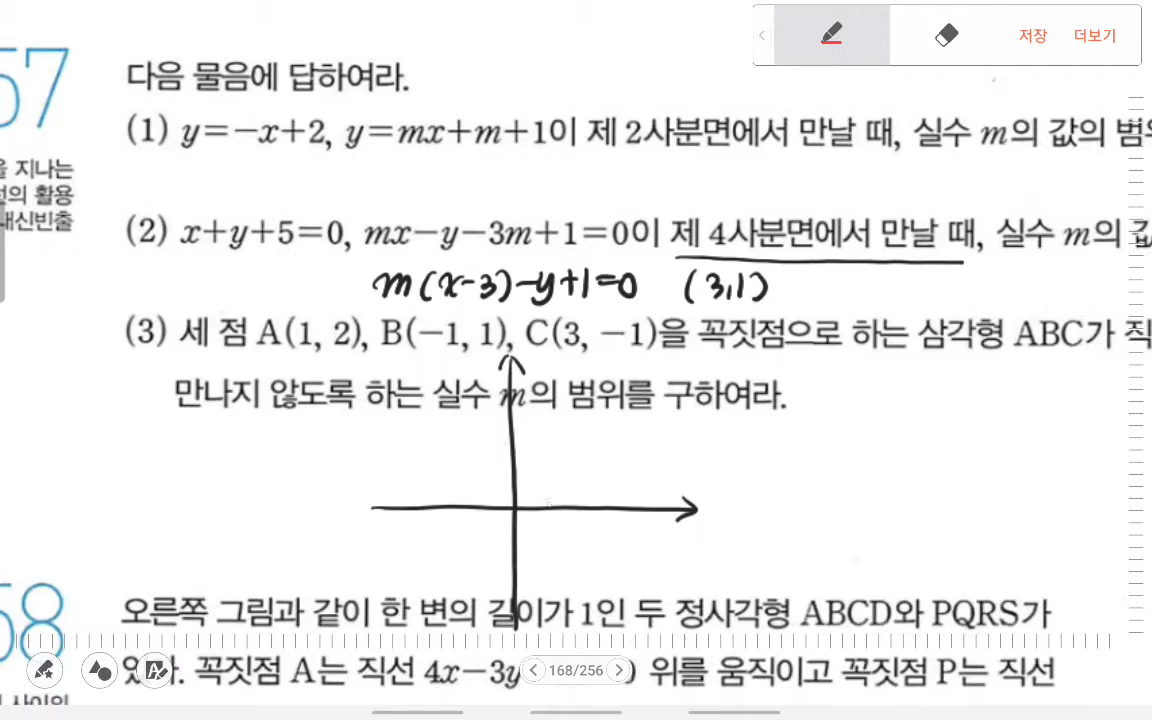 저장 더보기
57
다음 물음에 답하여라.
(1) y=-x+2, y=mx+m+1이 제 2사분면에서 만날 때, 실수 m의 값의 범위
을 지나는
선의 활용
내신빈출
(2) x+y+5=0, mx-y-3m+1=0이 제 4사분면에서 만날 때, 실수 m의 값
m(x-3)-y+1=0 (3,1)
(3) 세 점 A(1, 2), B(-1, 1), C(3, -1)을 꼭짓점으로 하는 삼각형 ABC가 직
만나지 않도록 하는 실수 m의 범위를 구하여라.
58
오른쪽 그림과 같이 한 변의 길이가 1인 두 정사각형 ABCD와 PQRS가
있다. 꼭짓점 A는 직선 4x-3y 168/256 위를 움직이고 꼭짓점 P는 직선